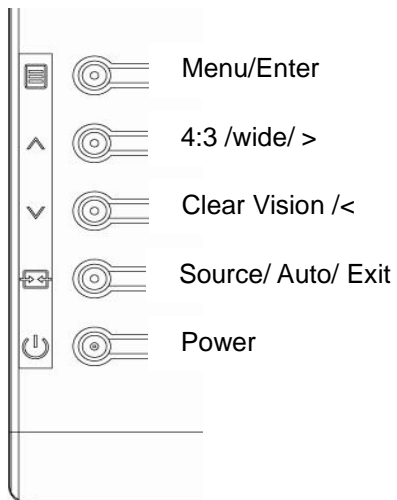 Menu/Enter
4:3 /wide/ >
Clear Vision /<
Source/ Auto/ Exit
Power